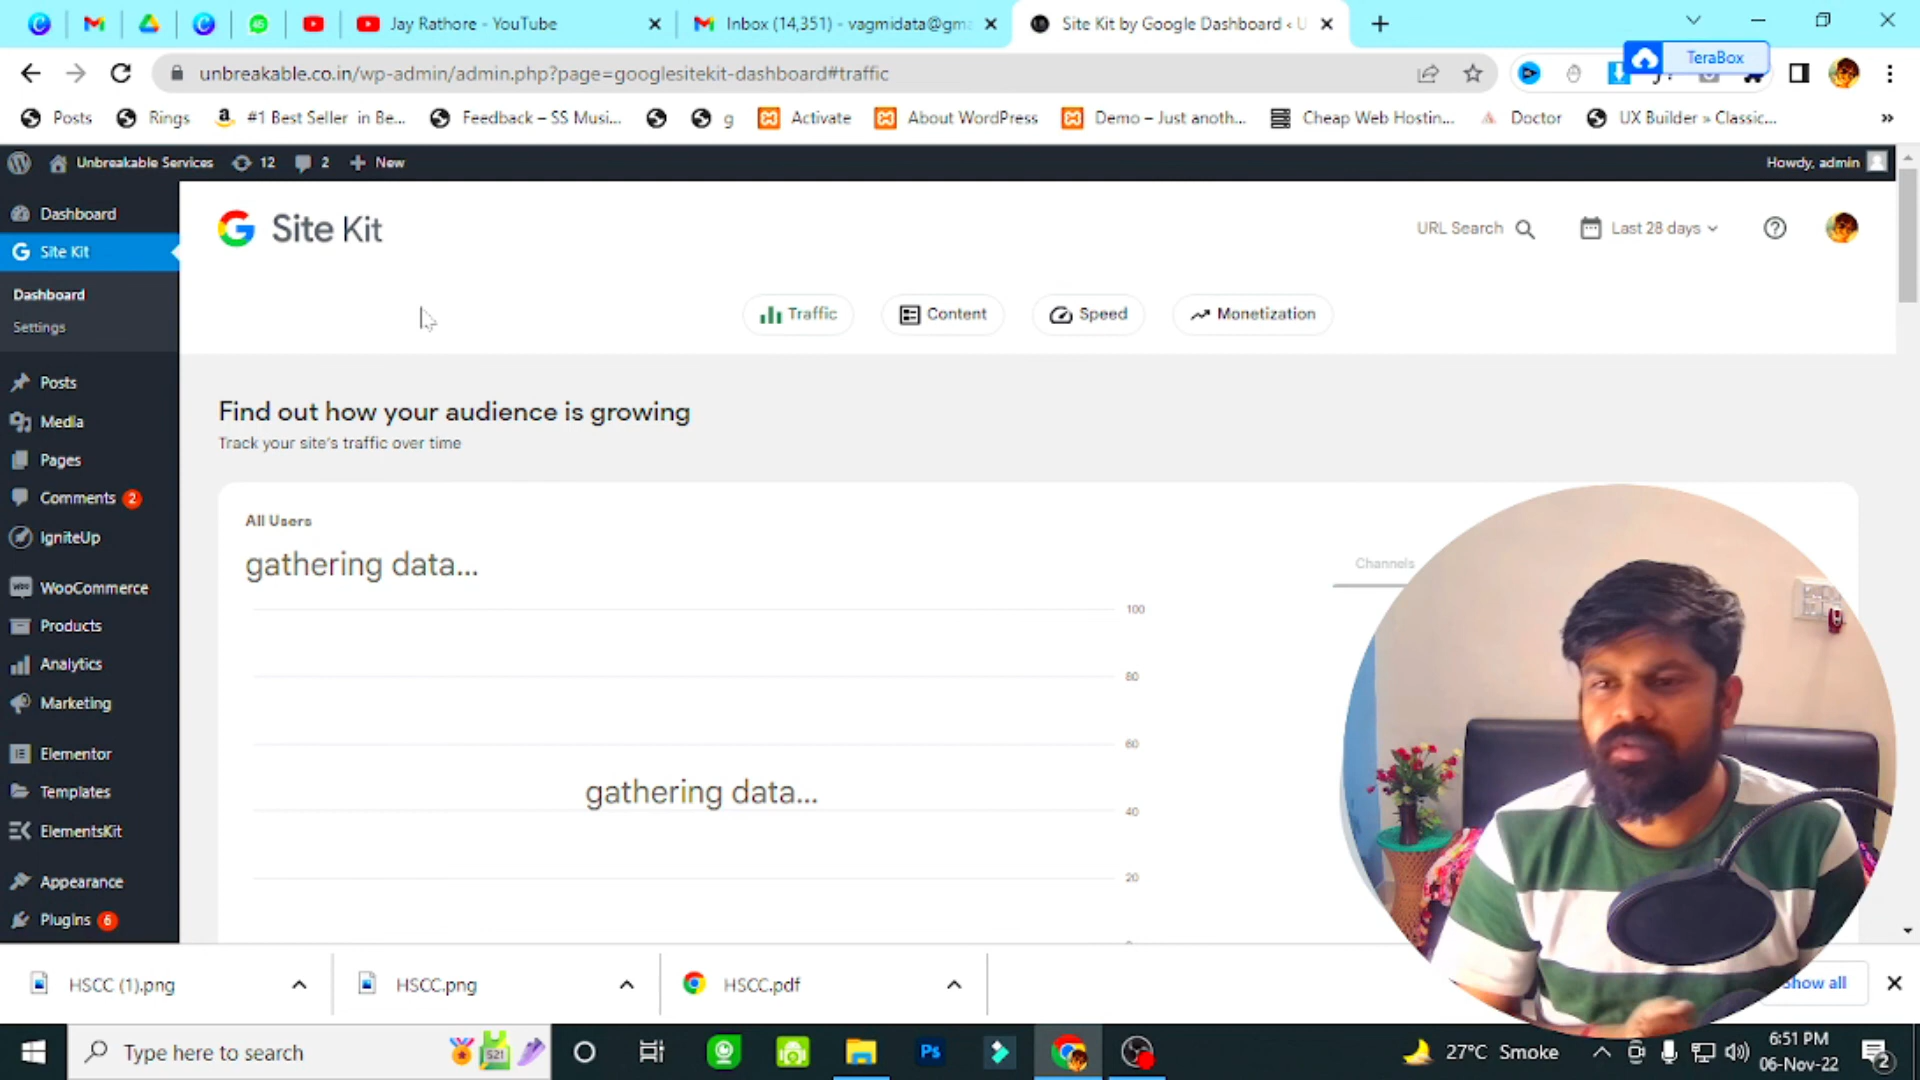 Jay Rathore - YouTube
Inbox (14,351) - vagmidata@gma
Site Kit by Google Dashboard ‹ U
unbreakable.co.in/wp-admin/admin.php?page=googlesitekit-dashboard#traffic
TeraBox
Posts
Rings
#1 Best Seller in Be...
Feedback – SS Musi...
g
Activate
About WordPress
Demo – Just anoth...
Cheap Web Hostin...
Doctor
UX Builder » Classic...
Unbreakable Services
12
2
New
Howdy, admin
Dashboard
Site Kit
Dashboard
Settings
Posts
Media
Pages
Comments 2
IgniteUp
WooCommerce
Products
Analytics
Marketing
Elementor
Templates
ElementsKit
Appearance
Plugins 6
Site Kit
URL Search
Last 28 days
Traffic
Content
Speed
Monetization
Find out how your audience is growing
Track your site's traffic over time
All Users
gathering data...
Channels
100
80
60
gathering data...
40
20
HSCC (1).png
HSCC.png
HSCC.pdf
Show all
Type here to search
Ps
27°C Smoke
6:51 PM
06-Nov-22
2